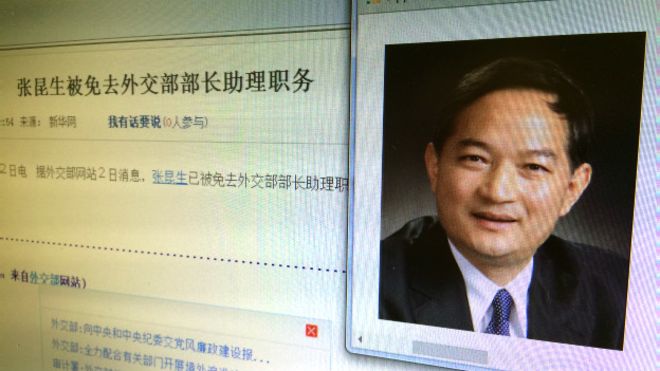 张昆生被免去外交部部长助理职务
:54 来源： 新华网 我有话要说(0人参与)
2日电 据外交部网站2日消息，张昆生已被免去外交部部长助理职
来自外交部网站）
外交部:向中央和中央纪委交党风廉政建设报...
外交部:全力配合有关部门开展境外追逃